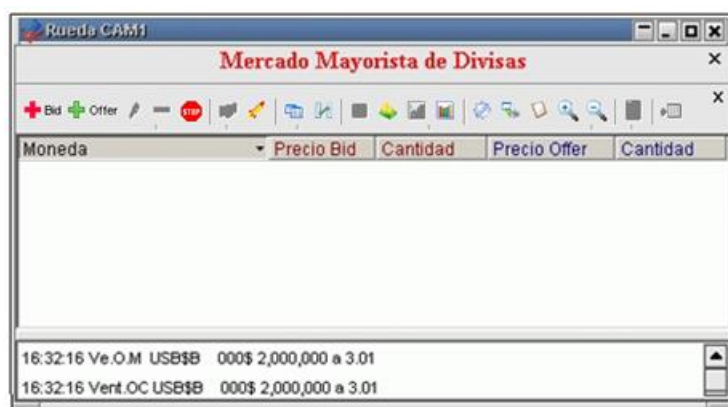 Rueda CAM1
Mercado Mayorista de Divisas
Bid Offer STOP
Moneda Precio Bid Cantidad Precio Offer Cantidad
16:32:16 Ve.O.M USB$B 000$ 2,000,000 a 3.01
16:32:16 Vent.OC USB$B 000$ 2,000,000 a 3.01